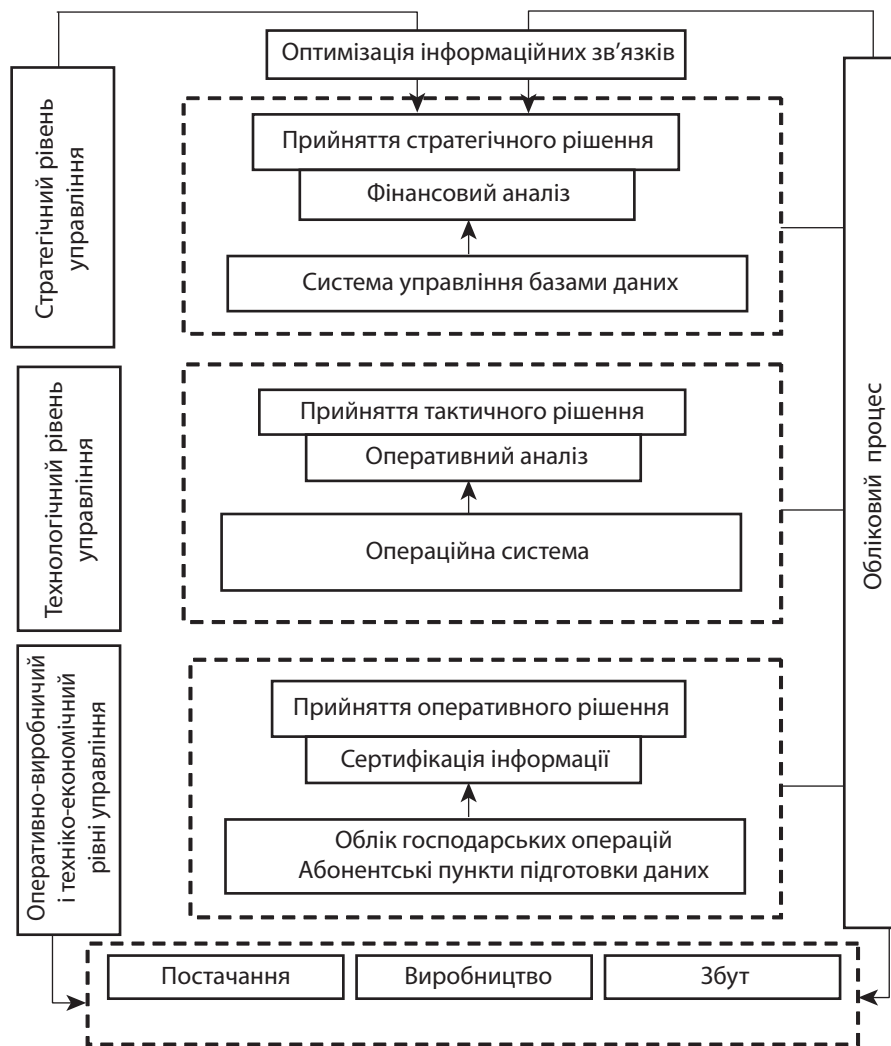 Оптимізація інформаційних зв'язків
Стратегічний рівень
управління
Прийняття стратегічного рішення
Фінансовий аналіз
Система управління базами даних
Технологічний рівень
управління
Прийняття тактичного рішення
Оперативний аналіз
Операційна система
Обліковий процес
Оперативно-виробничий
і техніко-економічний
рівні управління
Прийняття оперативного рішення
Сертифікація інформації
Облік господарських операцій
Абонентські пункти підготовки даних
Постачання
Виробництво
Збут